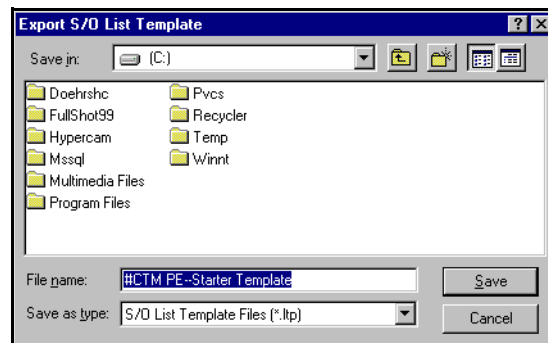 Export S/O List Template
Save in: (C:)
Doehrshc
FullShot99
Hypercam
Mssql
Multimedia Files
Program Files
Pvcs
Recycler
Temp
Winnt
File name: #CTM PE--Starter Template
Save
Save as type: S/O List Template Files (*.ltp)
Cancel